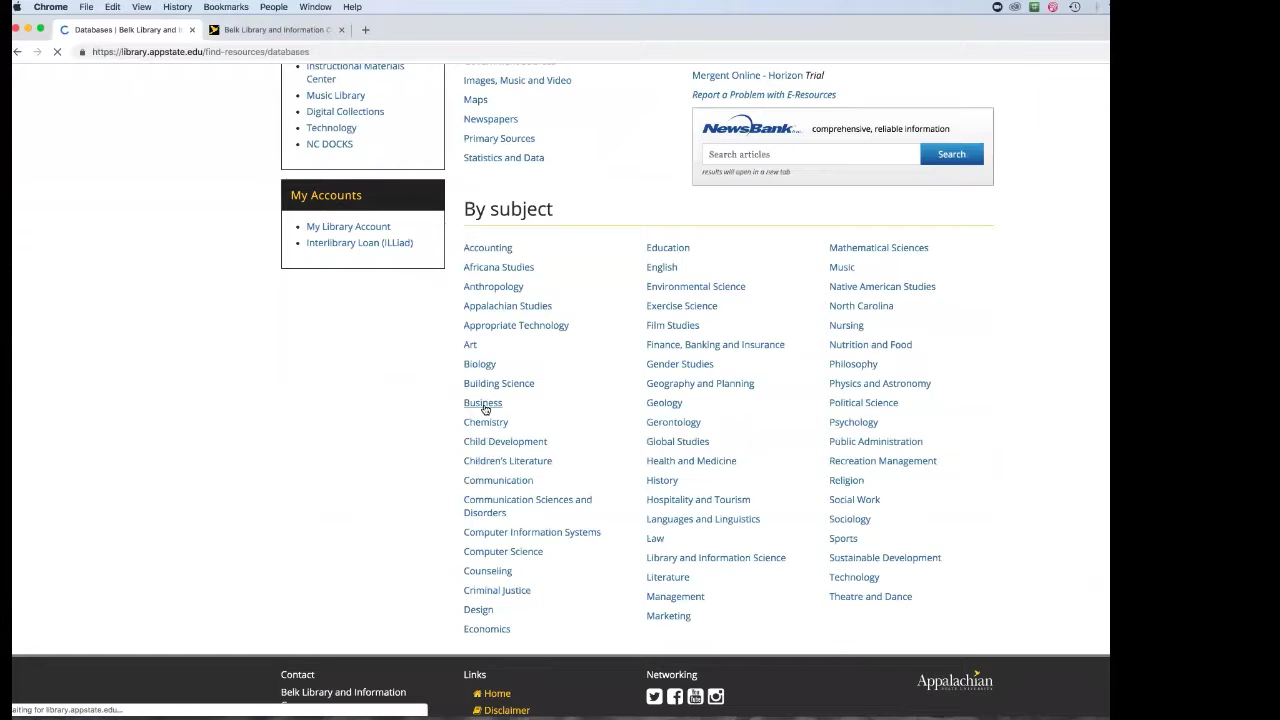 Chrome File Edit View History Bookmarks People Window Help
Databases | Belk Library and I
Belk Library and Information C
https://library.appstate.edu/find-resources/databases
Instructional Materials
Center
Music Library
Digital Collections
Technology
NC DOCKS
My Accounts
My Library Account
Interlibrary Loan (ILLiad)
Images, Music and Video
Maps
Newspapers
Primary Sources
Statistics and Data
Mergent Online - Horizon Trial
Report a Problem with E-Resources
NewsBank comprehensive, reliable information
Search articles Search
results will open in a new tab
By subject
Accounting
Africana Studies
Anthropology
Appalachian Studies
Appropriate Technology
Art
Biology
Building Science
Business
Chemistry
Child Development
Children's Literature
Communication
Communication Sciences and
Disorders
Computer Information Systems
Computer Science
Counseling
Criminal Justice
Design
Economics
Education
English
Environmental Science
Exercise Science
Film Studies
Finance, Banking and Insurance
Gender Studies
Geography and Planning
Geology
Gerontology
Global Studies
Health and Medicine
History
Hospitality and Tourism
Languages and Linguistics
Law
Library and Information Science
Literature
Management
Marketing
Mathematical Sciences
Music
Native American Studies
North Carolina
Nursing
Nutrition and Food
Philosophy
Physics and Astronomy
Political Science
Psychology
Public Administration
Recreation Management
Religion
Social Work
Sociology
Sports
Sustainable Development
Technology
Theatre and Dance
Contact
Belk Library and Information
Links
Home
Disclaimer
Networking
Appalachian
STATE UNIVERSITY
aiting for library.appstate.edu...